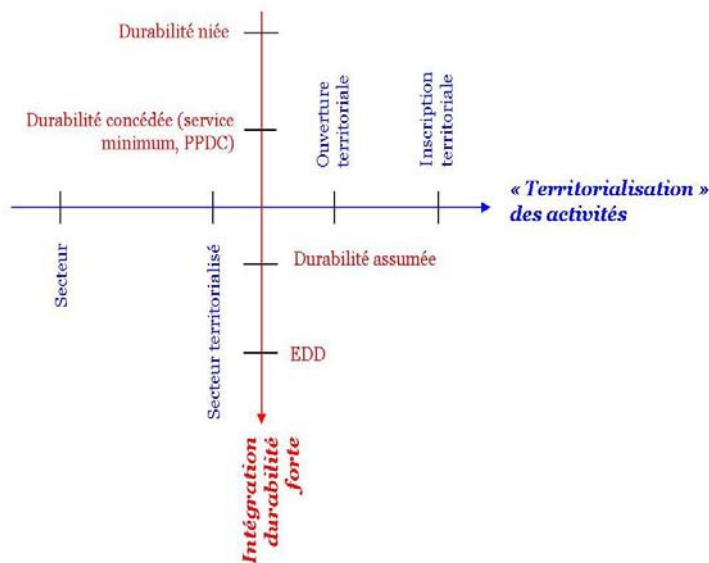 Durabilité niée
Durabilité concédée (service
minimum, PPDC)
Ouverture
territoriale
Inscription
territoriale
« Territorialisation »
des activités
Secteur
Secteur territorialisé
Durabilité assumée
EDD
Intégration
durabilité
forte